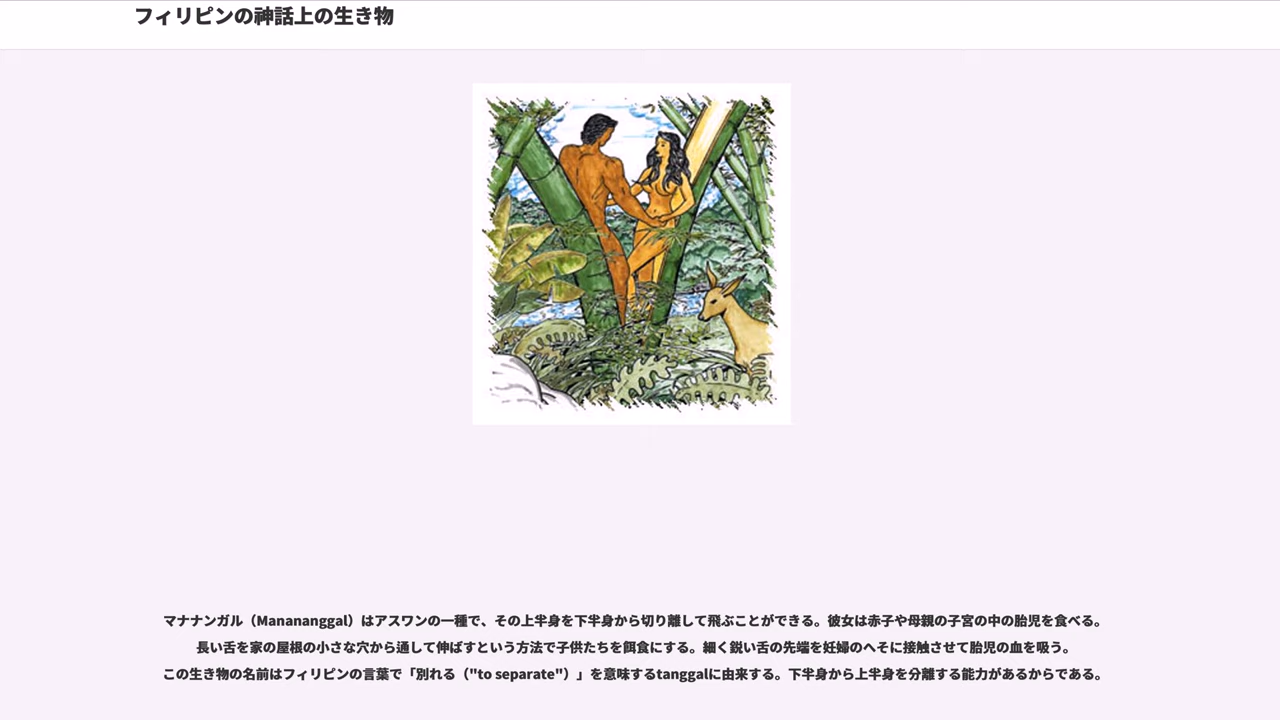 フィリピンの神話上の生き物
マナナンガル（Manananggal）はアスワンの一種で、その上半身を下半身から切り離して飛ぶことができる。彼女は赤子や母親の子宮の中の胎児を食べる。
長い舌を家の屋根の小さな穴から通して伸ばすという方法で子供たちを餌食にする。細く鋭い舌の先端を妊婦のへそに接触させて胎児の血を吸う。
この生き物の名前はフィリピンの言葉で「別れる（"to separate"）」を意味するtanggalに由来する。下半身から上半身を分離する能力があるからである。